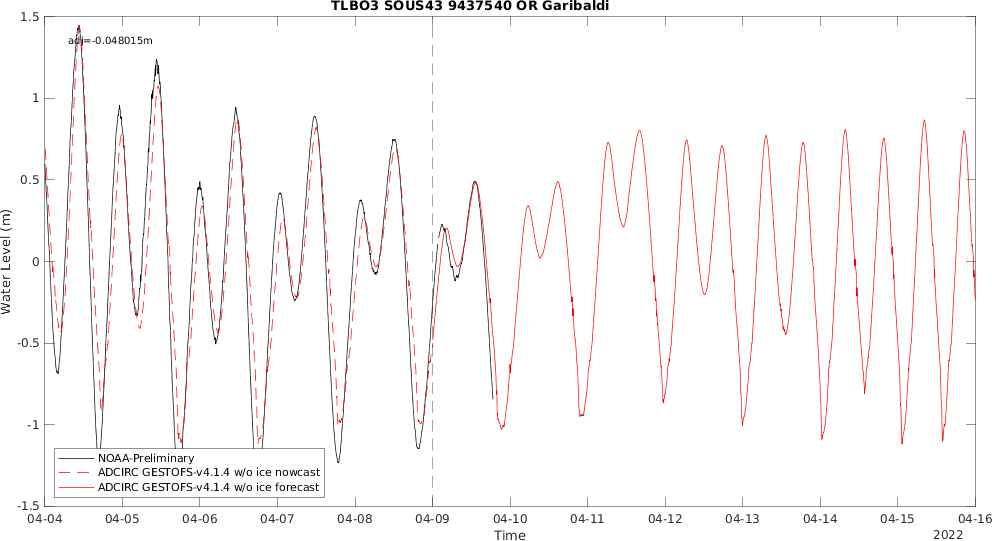 TLBO3 SOUS43 9437540 OR Garibaldi
adj=-0.048015m
Water Level (m)
1.5
1
0.5
0
-0.5
-1
-1.5
NOAA-Preliminary
ADCIRC GESTOFS-v4.1.4 w/o ice nowcast
ADCIRC GESTOFS-v4.1.4 w/o ice forecast
04-04 04-05 04-06 04-07 04-08 04-09 04-10 04-11 04-12 04-13 04-14 04-15 04-16
Time
2022